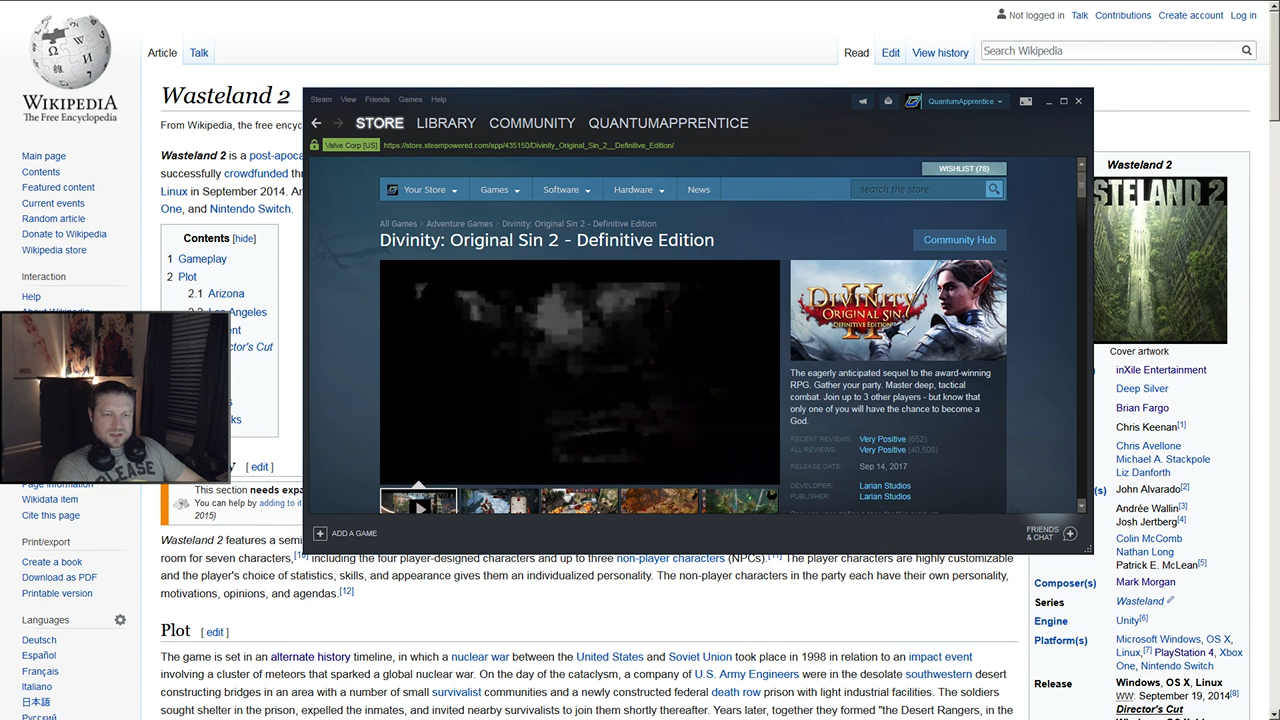 Not logged in Talk Contributions Create account Log in
Article Talk
Read Edit View history
Search Wikipedia
WIKIPEDIA
The Free Encyclopedia
Main page
Contents
Featured content
Current events
Random article
Donate to Wikipedia
Wikipedia store
Interaction
Help
Wikidata item
Cite this page
Print/export
Create a book
Download as PDF
Printable version
Languages
Deutsch
Español
Français
Italiano
日本語
Русский
Wasteland 2
From Wikipedia, the free
Wasteland 2 is a
successfully crowdfunded
Linux in September 2014.
One, and Nintendo Switch.
Contents [hide]
1 Gameplay
2 Plot
2.1 Arizona
Los Angeles
[ edit ]
This section needs
You can help by adding to
2015)
Steam View Friends Games Help
QuantumApprentice
STORE LIBRARY COMMUNITY QUANTUMAPPRENTICE
Valve Corp [US] https://store.steampowered.com/app/435150/Divinity_Original_Sin_2__Definitive_Edition/
WISHLIST (78)
Your Store Games Software Hardware News
search the store
All Games > Adventure Games > Divinity: Original Sin 2 - Definitive Edition
Divinity: Original Sin 2 - Definitive Edition
Community Hub
DIVINITY
II
ORIGINAL SIN
DEFINITIVE EDITION
The eagerly anticipated sequel to the award-winning
RPG. Gather your party. Master deep, tactical
combat. Join up to 3 other players - but know that
only one of you will have the chance to become a
God.
RECENT REVIEWS: Very Positive (652)
ALL REVIEWS: Very Positive (40,508)
RELEASE DATE: Sep 14, 2017
DEVELOPER: Larian Studios
PUBLISHER: Larian Studios
ADD A GAME
FRIENDS
& CHAT
PLEASE
Wasteland 2 features a
room for seven characters, including the four player-designed characters and up to three non-player characters (NPCs). The player characters are highly customizable
and the player's choice of statistics, skills, and appearance gives them an individualized personality. The non-player characters in the party each have their own personality,
motivations, opinions, and agendas.[12]
Plot [ edit ]
The game is set in an alternate history timeline, in which a nuclear war between the United States and Soviet Union took place in 1998 in relation to an impact event
involving a cluster of meteors that sparked a global nuclear war. On the day of the cataclysm, a company of U.S. Army Engineers were in the desolate southwestern desert
constructing bridges in an area with a number of small survivalist communities and a newly constructed federal death row prison with light industrial facilities. The soldiers
sought shelter in the prison, expelled the inmates, and invited nearby survivalists to join them shortly thereafter. Years later, together they formed "the Desert Rangers, in the
Wasteland 2
Cover artwork
inXile Entertainment
Deep Silver
Brian Fargo
Chris Keenan[1]
Chris Avellone
Michael A. Stackpole
Liz Danforth
John Alvarado[2]
Andrée Wallin[3]
Josh Jertberg[4]
Colin McComb
Nathan Long
Patrick E. McLean[5]
Composer(s) Mark Morgan
Series Wasteland
Engine Unity[6]
Platform(s) Microsoft Windows, OS X,
Linux,[7] PlayStation 4, Xbox
One, Nintendo Switch
Release Windows, OS X, Linux
WW: September 19, 2014[8]
Director's Cut